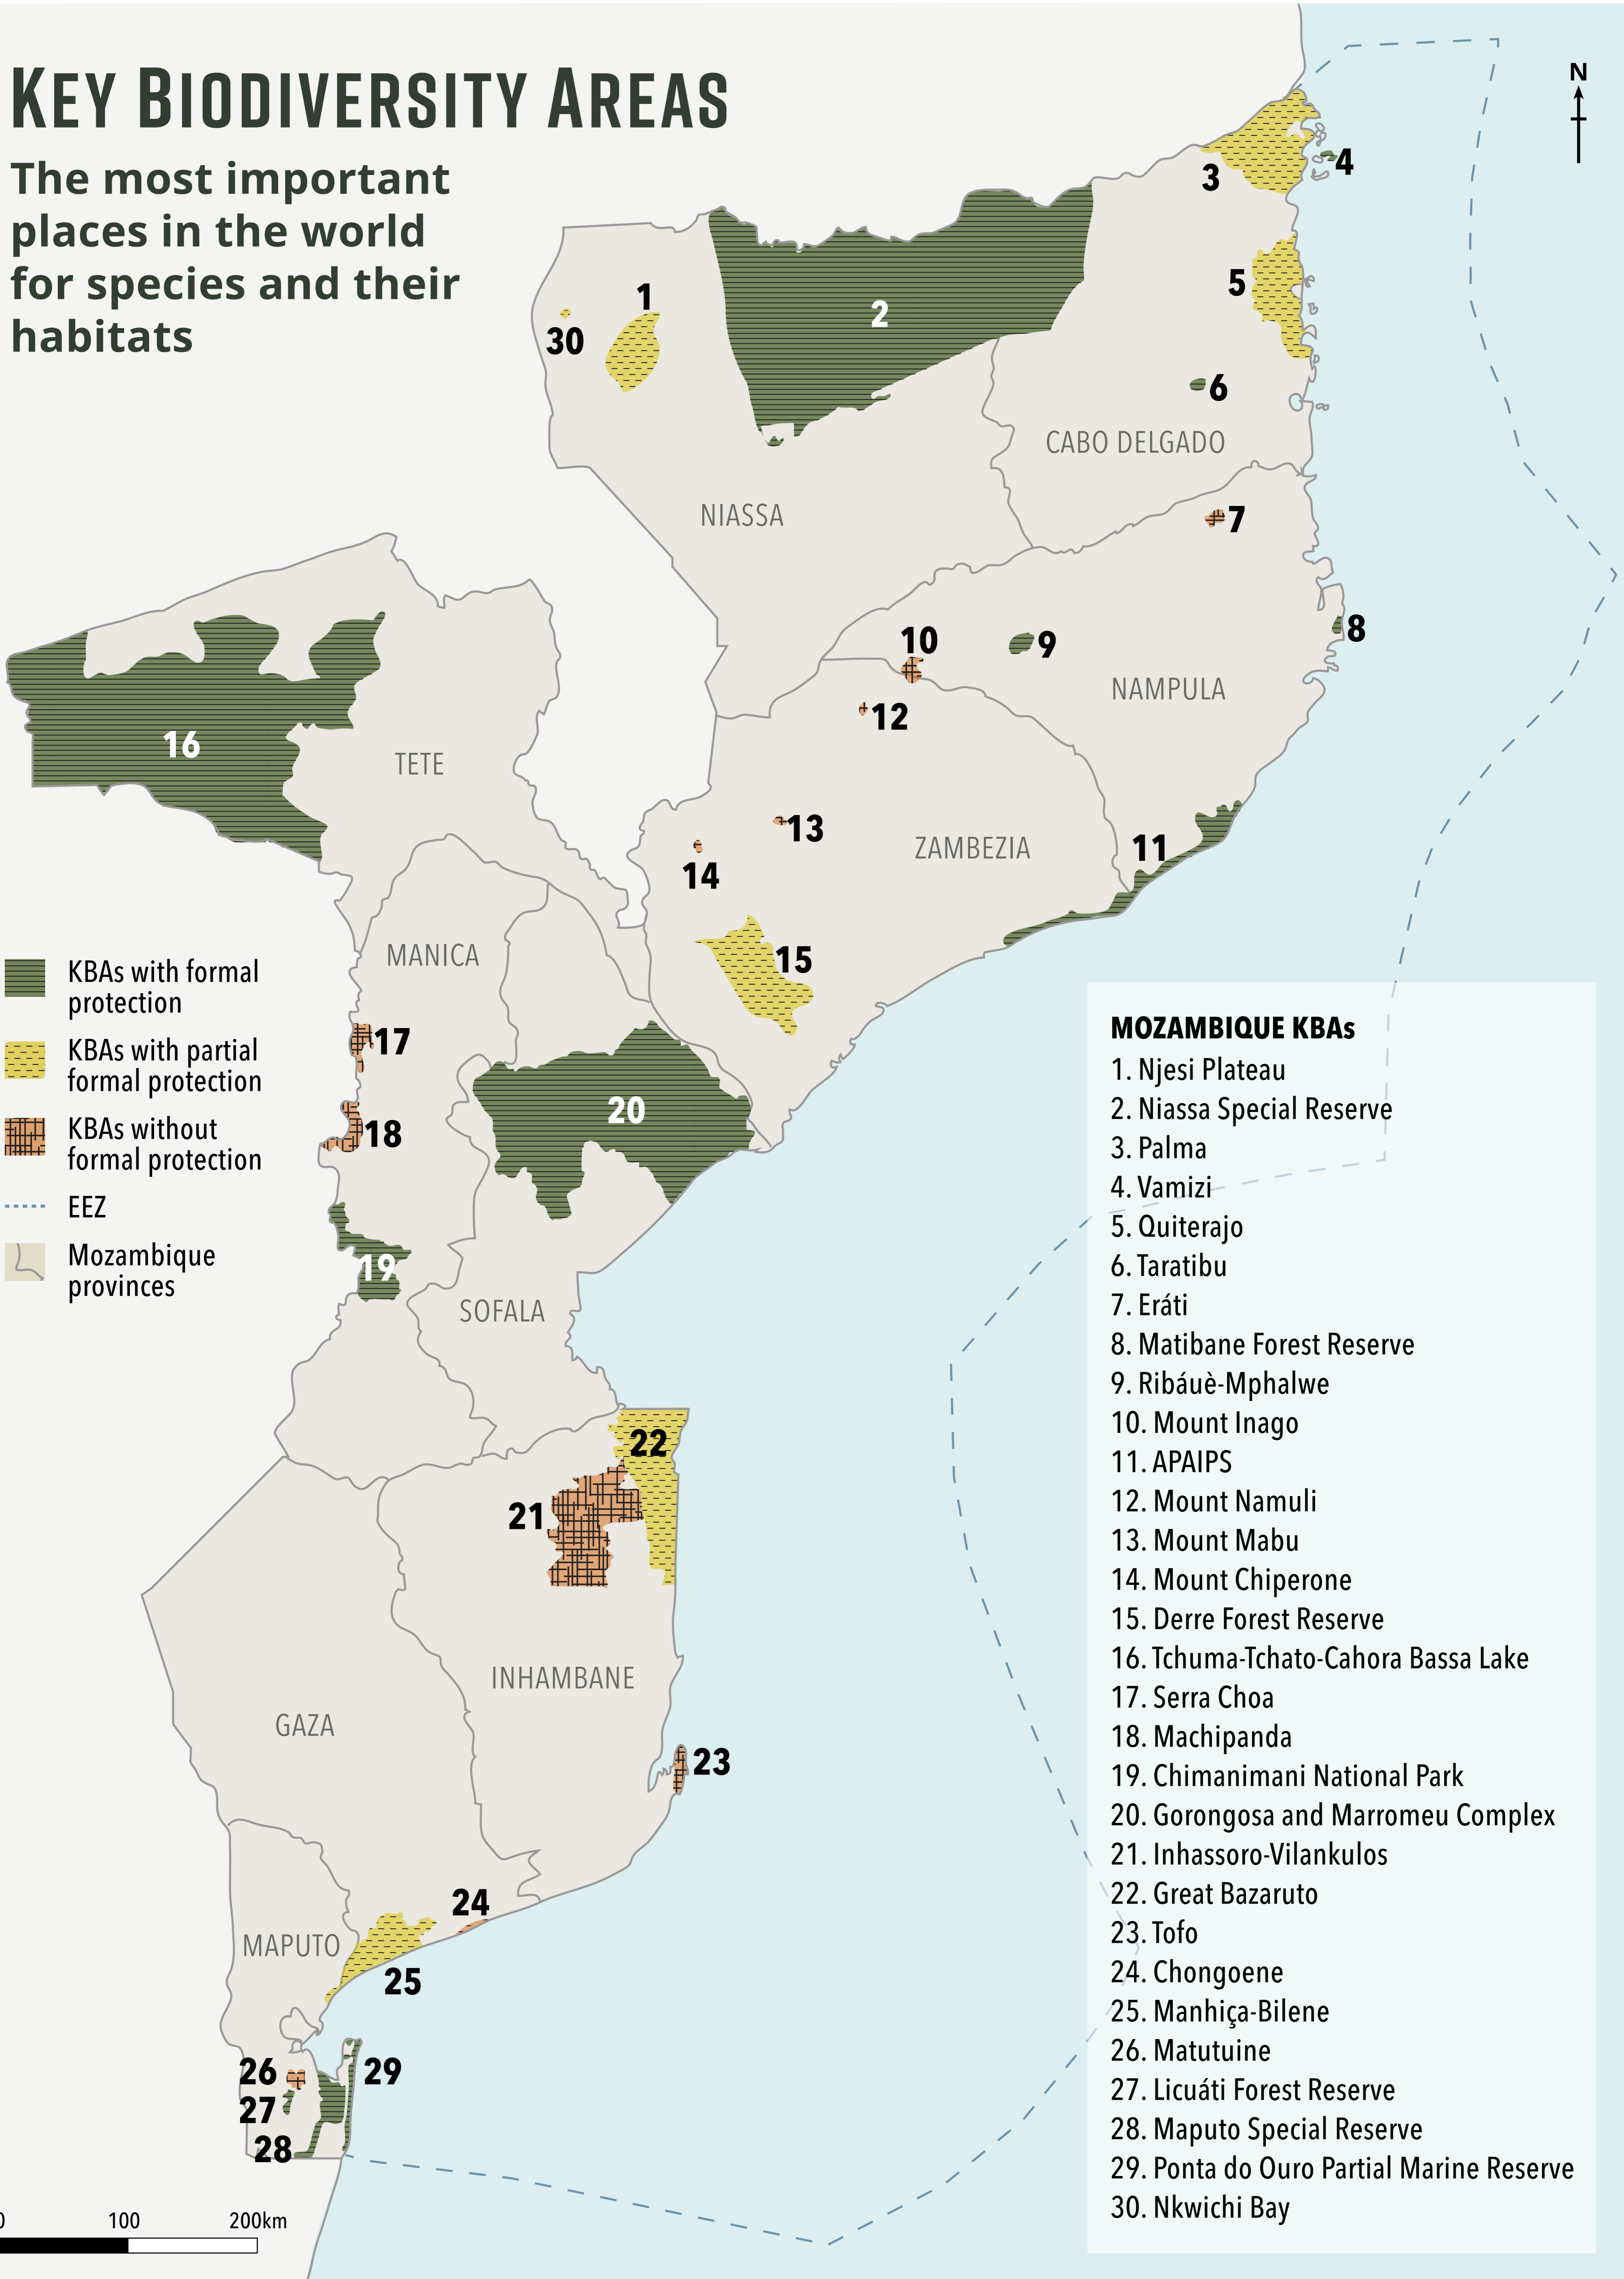 KEY BIODIVERSITY AREAS
The most important
places in the world
for species and their
habitats
N
3
4
1
2
5
30
6
CABO DELGADO
NIASSA
7
10
9
8
NAMPULA
12
16
TETE
13
ZAMBEZIA
11
14
MANICA
15
KBAs with formal
protection
KBAs with partial
formal protection
KBAs without
formal protection
EEZ
Mozambique
provinces
17
18
20
19
SOFALA
22
21
INHAMBANE
GAZA
23
24
MAPUTO
25
26
29
27
28
0 100 200km
MOZAMBIQUE KBAs
1. Njesi Plateau
2. Niassa Special Reserve
3. Palma
4. Vamizi
5. Quiterajo
6. Taratibu
7. Eráti
8. Matibane Forest Reserve
9. Ribáuè-Mphalwe
10. Mount Inago
11. APAIPS
12. Mount Namuli
13. Mount Mabu
14. Mount Chiperone
15. Derre Forest Reserve
16. Tchuma-Tchato-Cahora Bassa Lake
17. Serra Choa
18. Machipanda
19. Chimanimani National Park
20. Gorongosa and Marromeu Complex
21. Inhassoro-Vilankulos
22. Great Bazaruto
23. Tofo
24. Chongoene
25. Manhiça-Bilene
26. Matutuine
27. Licuáti Forest Reserve
28. Maputo Special Reserve
29. Ponta do Ouro Partial Marine Reserve
30. Nkwichi Bay